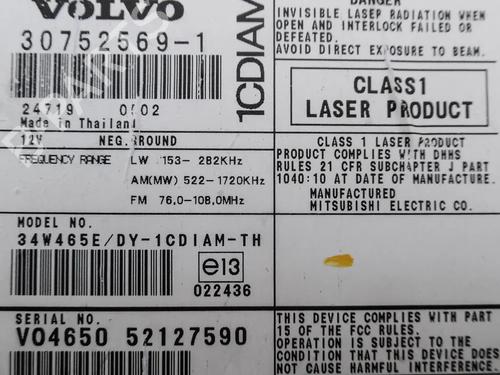 VOLVO
30752569-1
24719 0602
Made in Thailand
12V NEG.GROUND
FREQUENCY RANGE LW 153- 282KHz
AM(MW) 522-1720KHz
FM 76.0-108.0MHz
MODEL NO.
34W465E/DY-1CDIAM-TH
e13
022436
SERIAL NO.
VO4650 52127590
1CDIAM
DANGER
INVISIBLE LASER RADIATION WHEN
OPEN AND INTERLOCK FAILED OR
DEFEATED.
AVOID DIRECT EXPOSURE TO BEAM.
CLASS1
LASER PRODUCT
CLASS 1 LASER PRODUCT
PRODUCT COMPLIES WITH DHHS
RULES 21 CFR SUBCHAPTER J PART
1040:10 AT DATE OF MANUFACTURE.
MANUFACTURED
MITSUBISHI ELECTRIC CO.
THIS DEVICE COMPLIES WITH PART
15 OF THE FCC RULES.
OPERATION IS SUBJECT TO THE
CONDITION THAT THIS DEVICE DOES
NOT CAUSE HARMFUL INTERFERENCE.